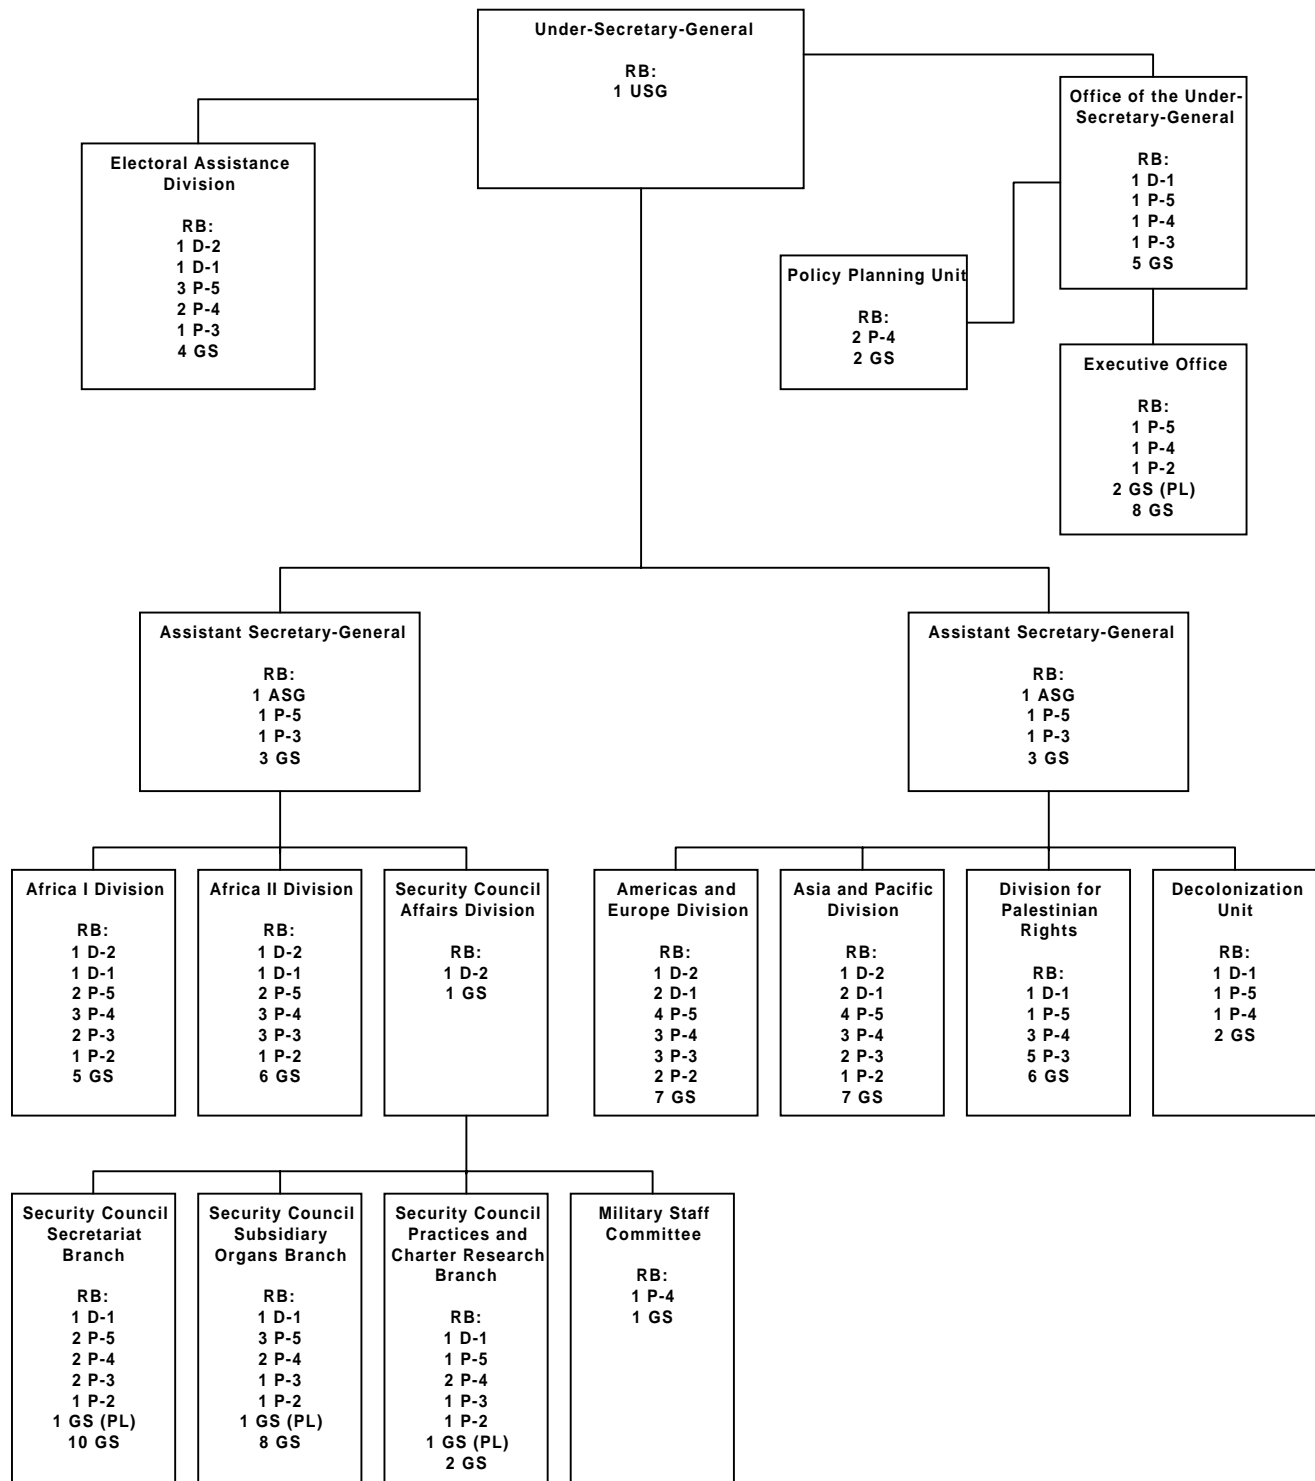 Under-Secretary-General
RB:
1 USG
Office of the Under-
Secretary-General
RB:
1 D-1
1 P-5
1 P-4
1 P-3
5 GS
Electoral Assistance
Division
RB:
1 D-2
1 D-1
3 P-5
2 P-4
1 P-3
4 GS
Policy Planning Unit
RB:
2 P-4
2 GS
Executive Office
RB:
1 P-5
1 P-4
1 P-2
2 GS (PL)
8 GS
Assistant Secretary-General
RB:
1 ASG
1 P-5
1 P-3
3 GS
Assistant Secretary-General
RB:
1 ASG
1 P-5
1 P-3
3 GS
Africa I Division
RB:
1 D-2
1 D-1
2 P-5
3 P-4
2 P-3
1 P-2
5 GS
Africa II Division
RB:
1 D-2
1 D-1
2 P-5
3 P-4
3 P-3
1 P-2
6 GS
Security Council
Affairs Division
RB:
1 D-2
1 GS
Americas and
Europe Division
RB:
1 D-2
2 D-1
4 P-5
3 P-4
3 P-3
2 P-2
7 GS
Asia and Pacific
Division
RB:
1 D-2
2 D-1
4 P-5
3 P-4
2 P-3
1 P-2
7 GS
Division for
Palestinian
Rights
RB:
1 D-1
1 P-5
3 P-4
5 P-3
6 GS
Decolonization
Unit
RB:
1 D-1
1 P-5
1 P-4
2 GS
Security Council
Secretariat
Branch
RB:
1 D-1
2 P-5
2 P-4
2 P-3
1 P-2
1 GS (PL)
10 GS
Security Council
Subsidiary
Organs Branch
RB:
1 D-1
3 P-5
2 P-4
1 P-3
1 P-2
1 GS (PL)
8 GS
Security Council
Practices and
Charter Research
Branch
RB:
1 D-1
1 P-5
2 P-4
1 P-3
1 P-2
1 GS (PL)
2 GS
Military Staff
Committee
RB:
1 P-4
1 GS